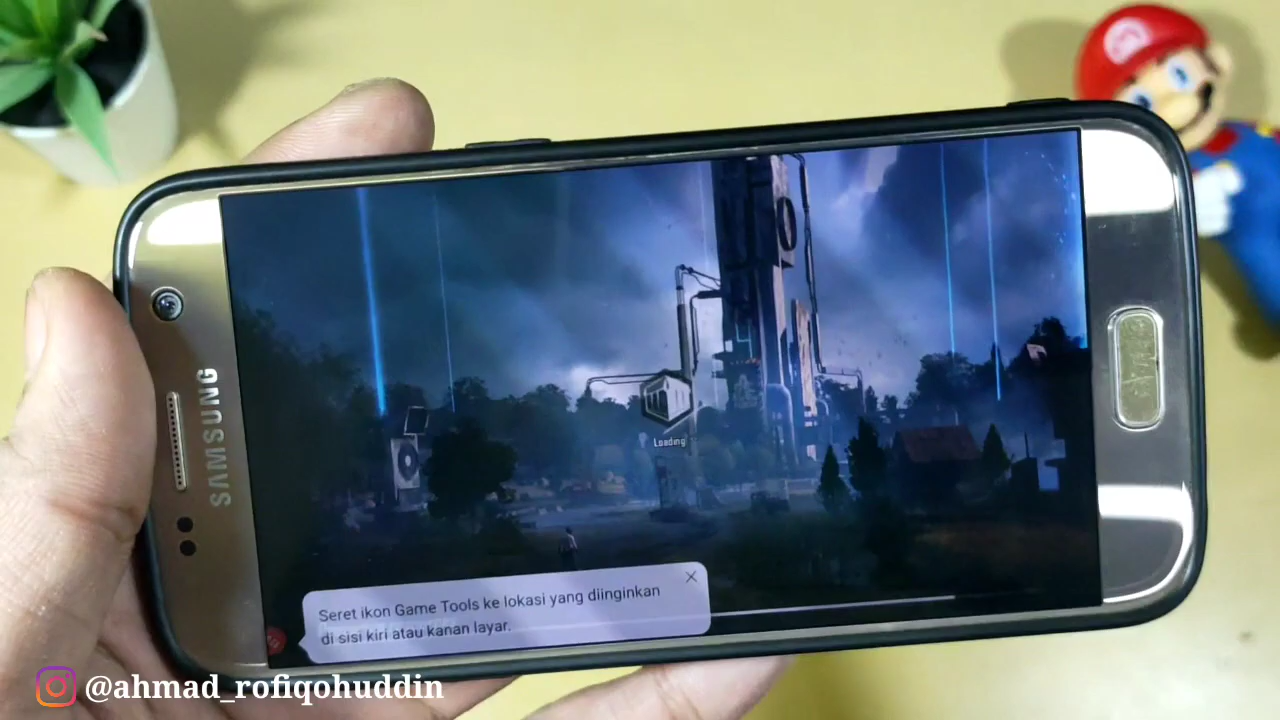 SAMSUNG
Loading
Seret ikon Game Tools ke lokasi yang diinginkan
di sisi kiri atau kanan layar.
@ahmad_rofiqohuddin